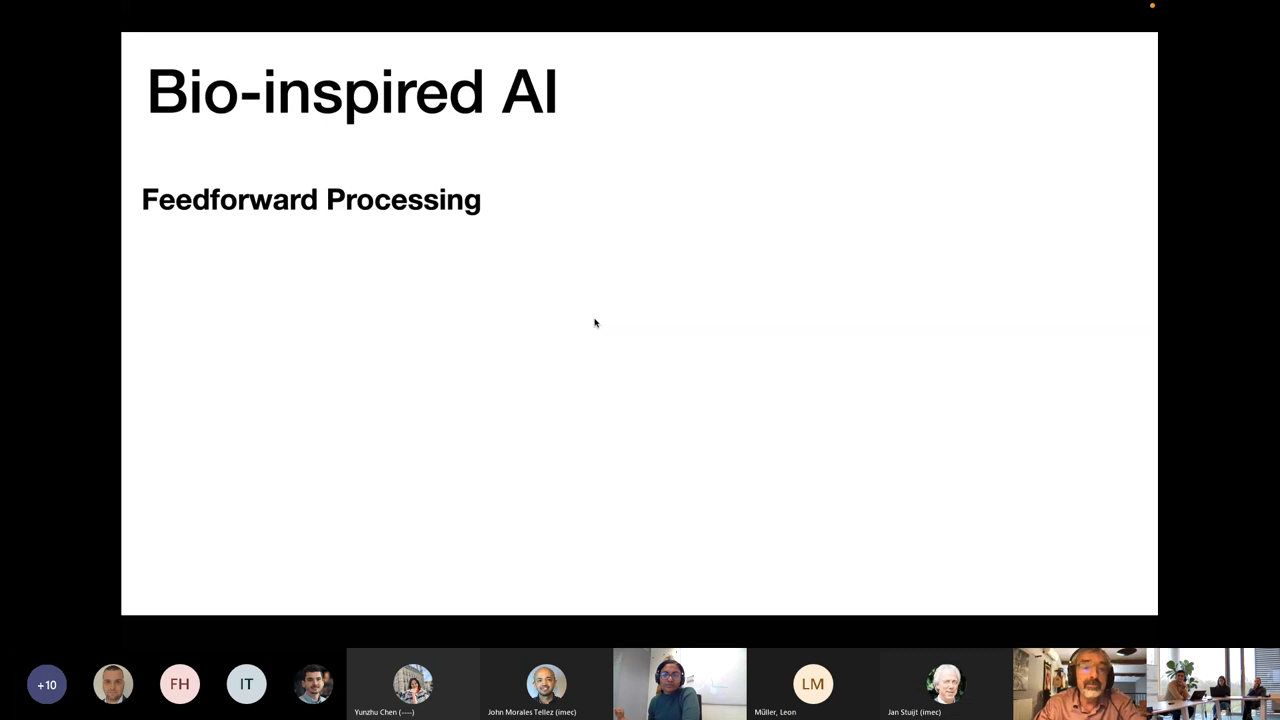 Bio-inspired AI
Feedforward Processing
+10
FH
IT
Yunzhu Chen (----)
John Morales Tellez (imec)
LM
Müller, Leon
Jan Stuijt (imec)